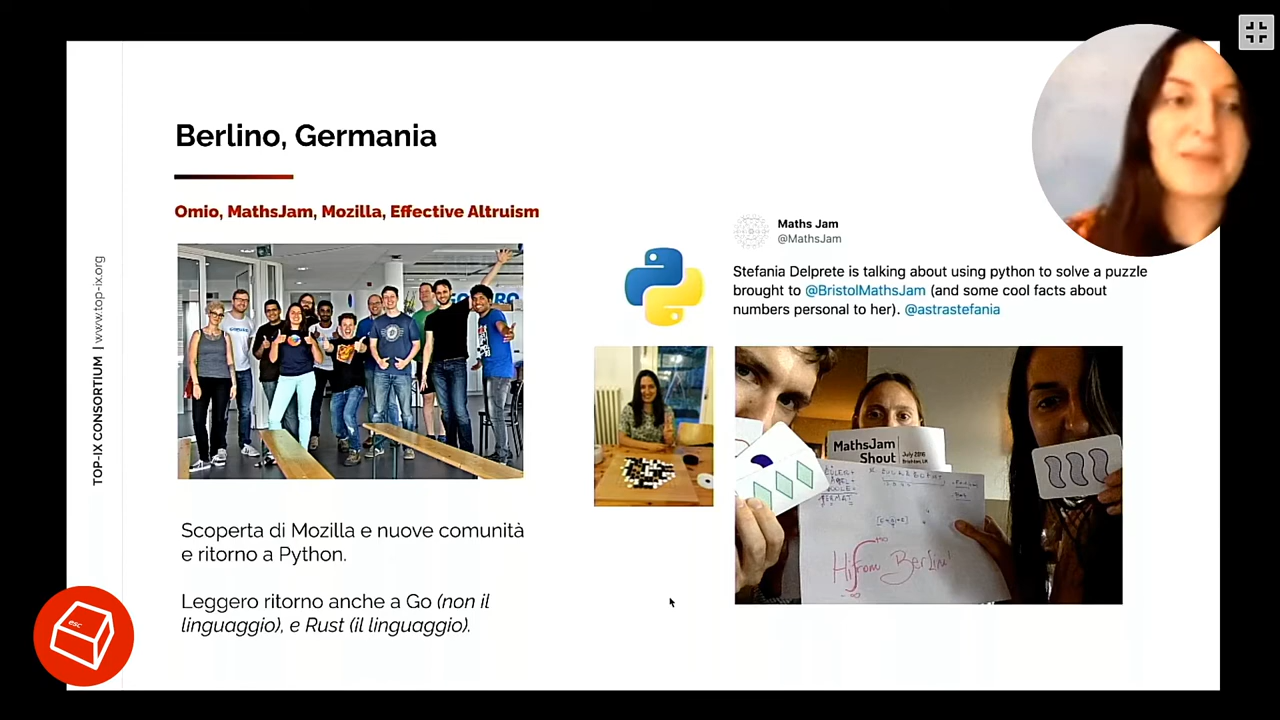 Berlino, Germania
Omio, MathsJam, Mozilla, Effective Altruism
TOP-IX CONSORTIUM | www.top-ix.org
Scoperta di Mozilla e nuove comunità
e ritorno a Python.
Leggero ritorno anche a Go (non il
linguaggio), e Rust (il linguaggio).
Maths Jam
@MathsJam
Stefania Delprete is talking about using python to solve a puzzle
brought to @BristolMathsJam (and some cool facts about
numbers personal to her). @astrastefania
MathsJam
Shout
July 2018
Hi from Berlin!
esc